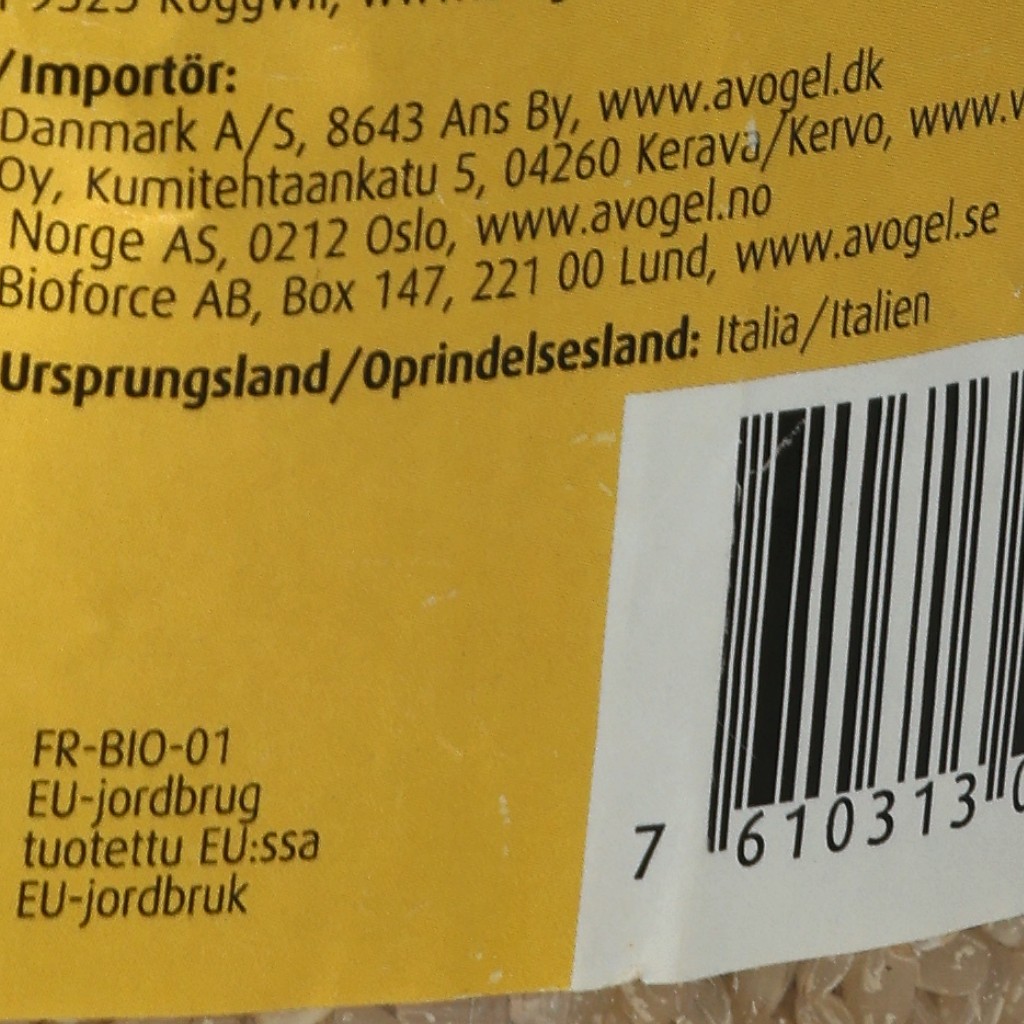 9325 Roggwil,
/Importör:
Danmark A/S, 8643 Ans By, www.avogel.dk
Oy, Kumitehtaankatu 5, 04260 Kerava/Kervo,
Norge AS, 0212 Oslo, www.avogel.no
Bioforce AB, Box 147, 221 00 Lund, www.avogel.se
Ursprungsland/Oprindelsesland: Italia/Italien
FR-BIO-01
EU-jordbrug
tuotettu EU:ssa
EU-jordbruk
7 610313